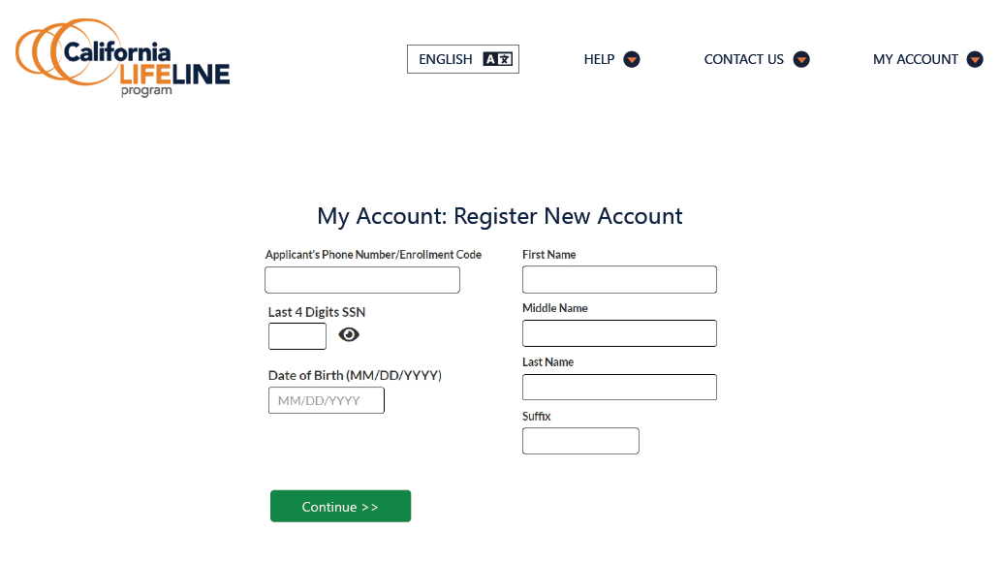 California
LIFELINE
program
ENGLISH
HELP
CONTACT US
MY ACCOUNT
My Account: Register New Account
Applicant's Phone Number/Enrollment Code
Last 4 Digits SSN
Date of Birth (MM/DD/YYYY)
MM/DD/YYYY
First Name
Middle Name
Last Name
Suffix
Continue >>